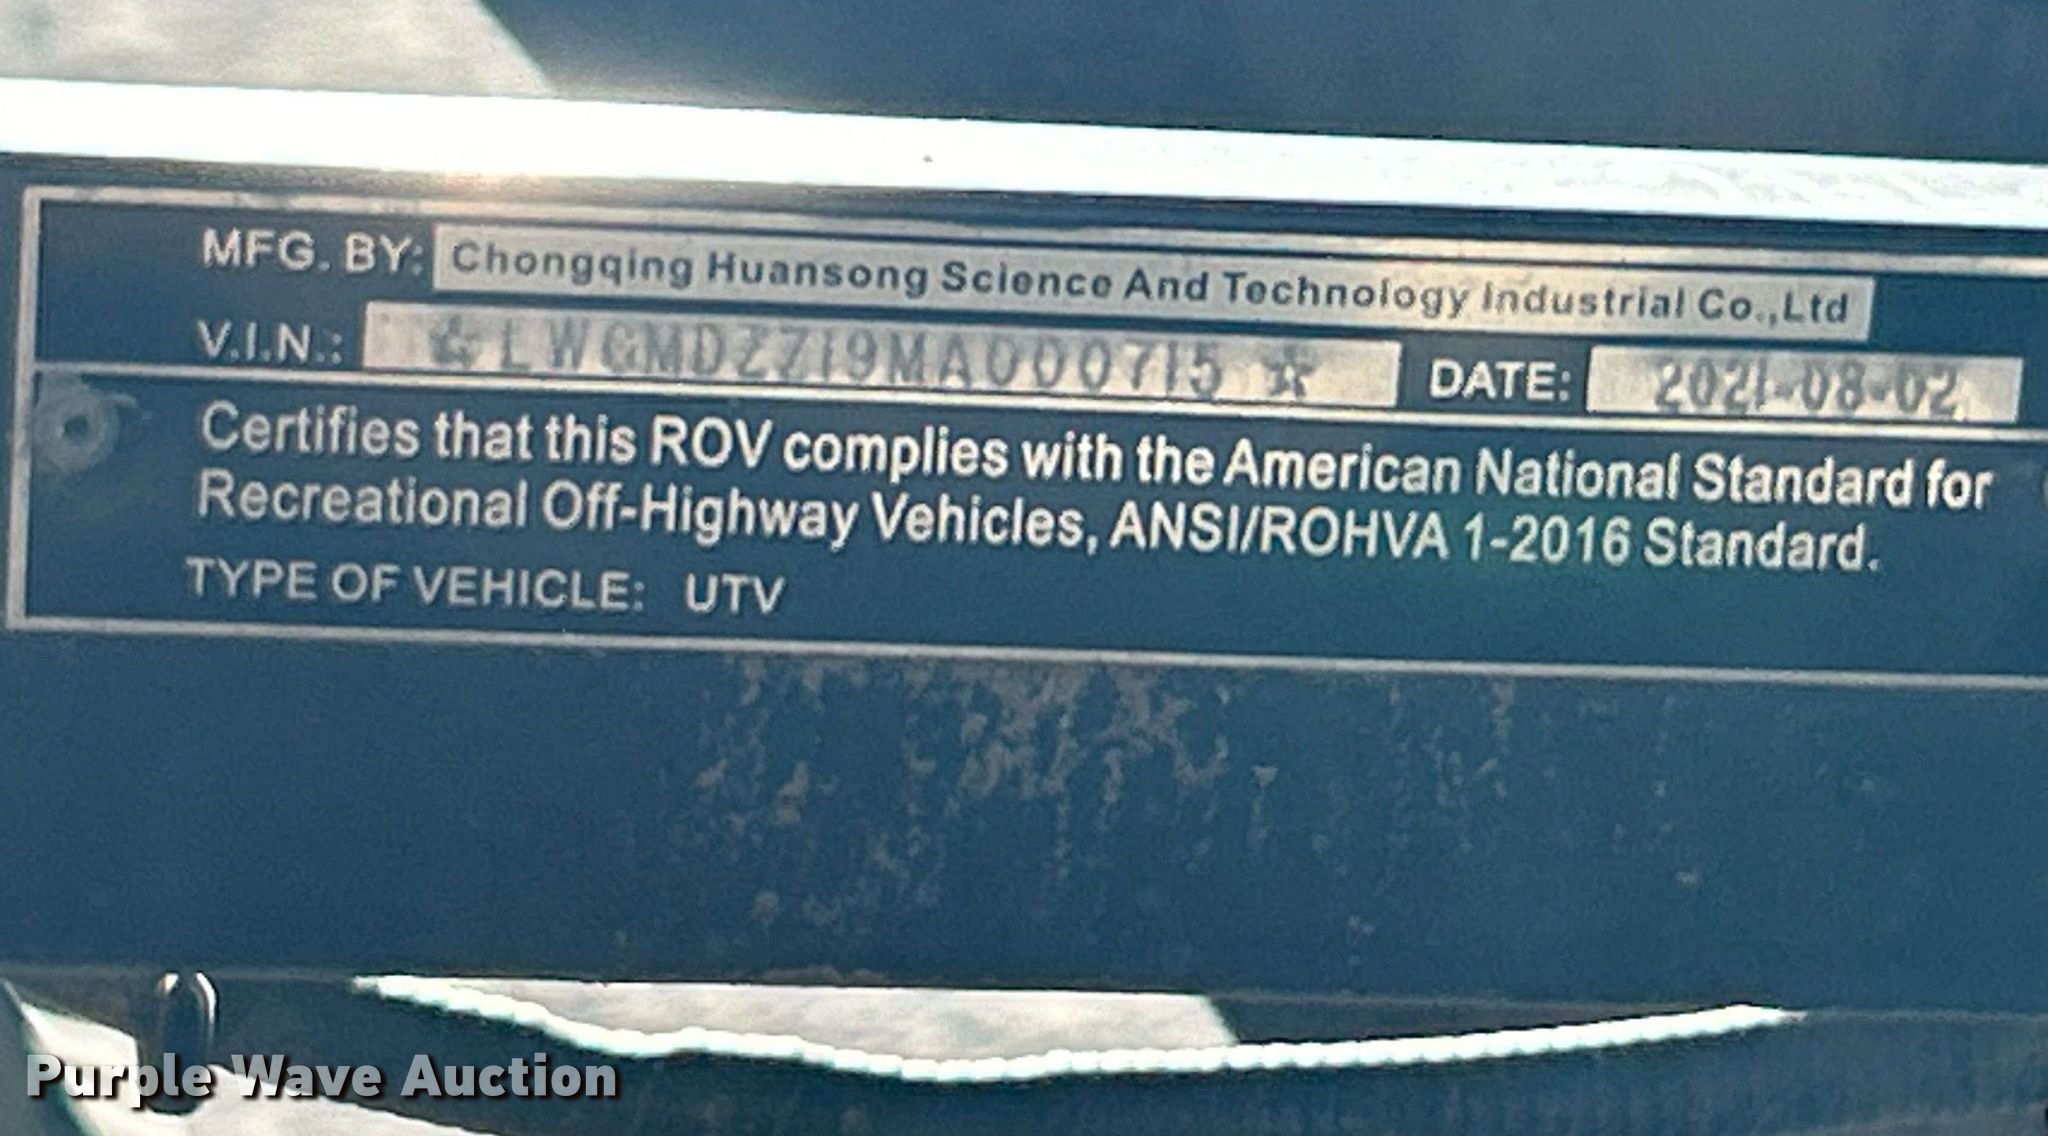 MFG. BY: Chongqing Huansong Science And Technology Industrial Co.,Ltd
V.I.N.: ☆LWGMDZZ19MA000715☆ DATE: 2021-08-02
Certifies that this ROV complies with the American National Standard for
Recreational Off-Highway Vehicles, ANSI/ROHVA 1-2016 Standard.
TYPE OF VEHICLE: UTV
Purple Wave Auction